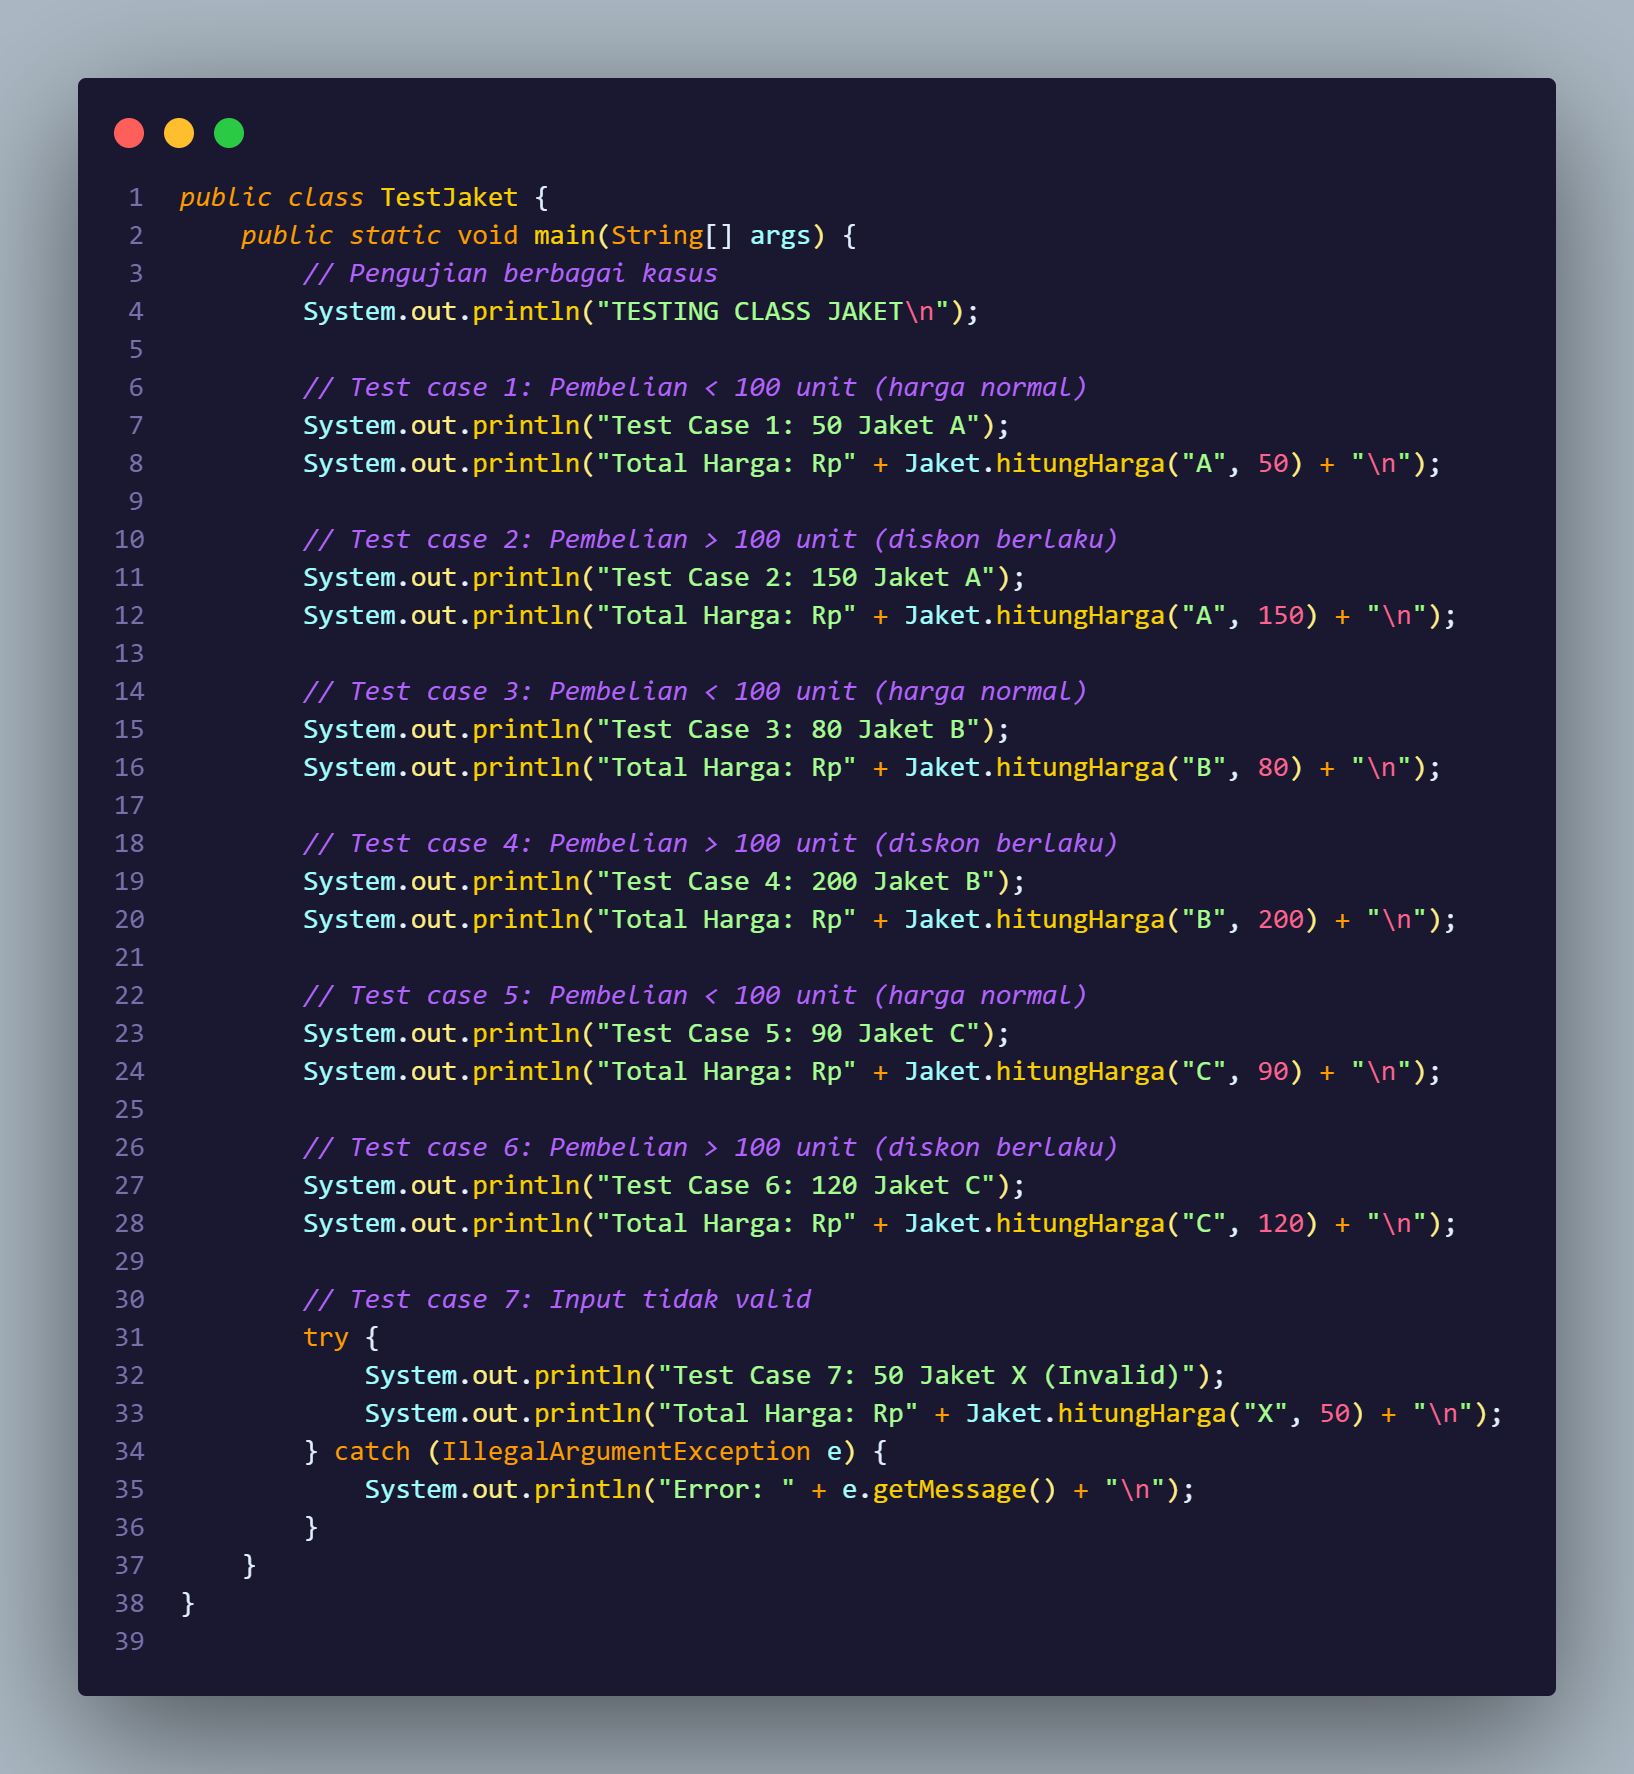 1 public class TestJaket {
2     public static void main(String[] args) {
3         // Pengujian berbagai kasus
4         System.out.println("TESTING CLASS JAKET\n");
5
6         // Test case 1: Pembelian < 100 unit (harga normal)
7         System.out.println("Test Case 1: 50 Jaket A");
8         System.out.println("Total Harga: Rp" + Jaket.hitungHarga("A", 50) + "\n");
9
10         // Test case 2: Pembelian > 100 unit (diskon berlaku)
11         System.out.println("Test Case 2: 150 Jaket A");
12         System.out.println("Total Harga: Rp" + Jaket.hitungHarga("A", 150) + "\n");
13
14         // Test case 3: Pembelian < 100 unit (harga normal)
15         System.out.println("Test Case 3: 80 Jaket B");
16         System.out.println("Total Harga: Rp" + Jaket.hitungHarga("B", 80) + "\n");
17
18         // Test case 4: Pembelian > 100 unit (diskon berlaku)
19         System.out.println("Test Case 4: 200 Jaket B");
20         System.out.println("Total Harga: Rp" + Jaket.hitungHarga("B", 200) + "\n");
21
22         // Test case 5: Pembelian < 100 unit (harga normal)
23         System.out.println("Test Case 5: 90 Jaket C");
24         System.out.println("Total Harga: Rp" + Jaket.hitungHarga("C", 90) + "\n");
25
26         // Test case 6: Pembelian > 100 unit (diskon berlaku)
27         System.out.println("Test Case 6: 120 Jaket C");
28         System.out.println("Total Harga: Rp" + Jaket.hitungHarga("C", 120) + "\n");
29
30         // Test case 7: Input tidak valid
31         try {
32             System.out.println("Test Case 7: 50 Jaket X (Invalid)");
33             System.out.println("Total Harga: Rp" + Jaket.hitungHarga("X", 50) + "\n");
34         } catch (IllegalArgumentException e) {
35             System.out.println("Error: " + e.getMessage() + "\n");
36         }
37     }
38 }
39